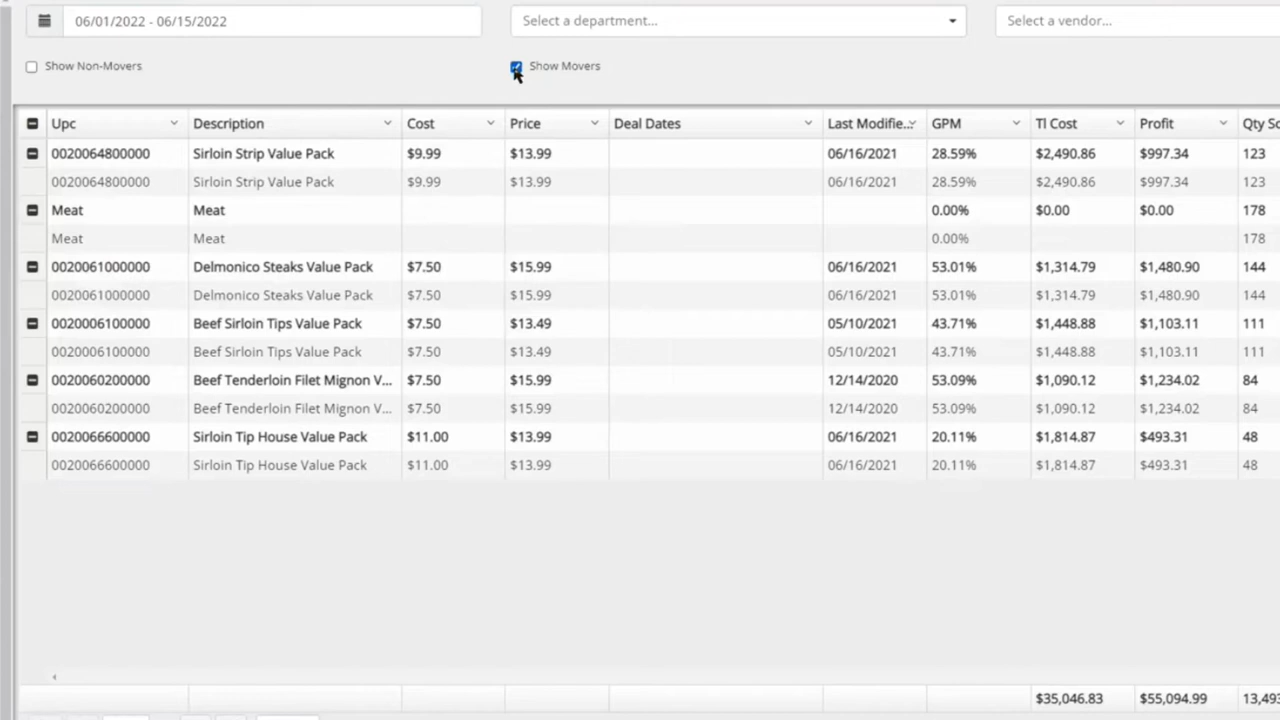 06/01/2022 - 06/15/2022 Select a department... Select a vendor...
Show Non-Movers Show Movers
Upc Description Cost Price Deal Dates Last Modifie... GPM Tl Cost Profit Qty Sc
0020064800000 Sirloin Strip Value Pack $9.99 $13.99 06/16/2021 28.59% $2,490.86 $997.34 123
0020064800000 Sirloin Strip Value Pack $9.99 $13.99 06/16/2021 28.59% $2,490.86 $997.34 123
Meat Meat 0.00% $0.00 $0.00 178
Meat Meat 0.00% 178
0020061000000 Delmonico Steaks Value Pack $7.50 $15.99 06/16/2021 53.01% $1,314.79 $1,480.90 144
0020061000000 Delmonico Steaks Value Pack $7.50 $15.99 06/16/2021 53.01% $1,314.79 $1,480.90 144
0020006100000 Beef Sirloin Tips Value Pack $7.50 $13.49 05/10/2021 43.71% $1,448.88 $1,103.11 111
0020006100000 Beef Sirloin Tips Value Pack $7.50 $13.49 05/10/2021 43.71% $1,448.88 $1,103.11 111
0020060200000 Beef Tenderloin Filet Mignon V... $7.50 $15.99 12/14/2020 53.09% $1,090.12 $1,234.02 84
0020060200000 Beef Tenderloin Filet Mignon V... $7.50 $15.99 12/14/2020 53.09% $1,090.12 $1,234.02 84
0020066600000 Sirloin Tip House Value Pack $11.00 $13.99 06/16/2021 20.11% $1,814.87 $493.31 48
0020066600000 Sirloin Tip House Value Pack $11.00 $13.99 06/16/2021 20.11% $1,814.87 $493.31 48
$35,046.83 $55,094.99 13,493